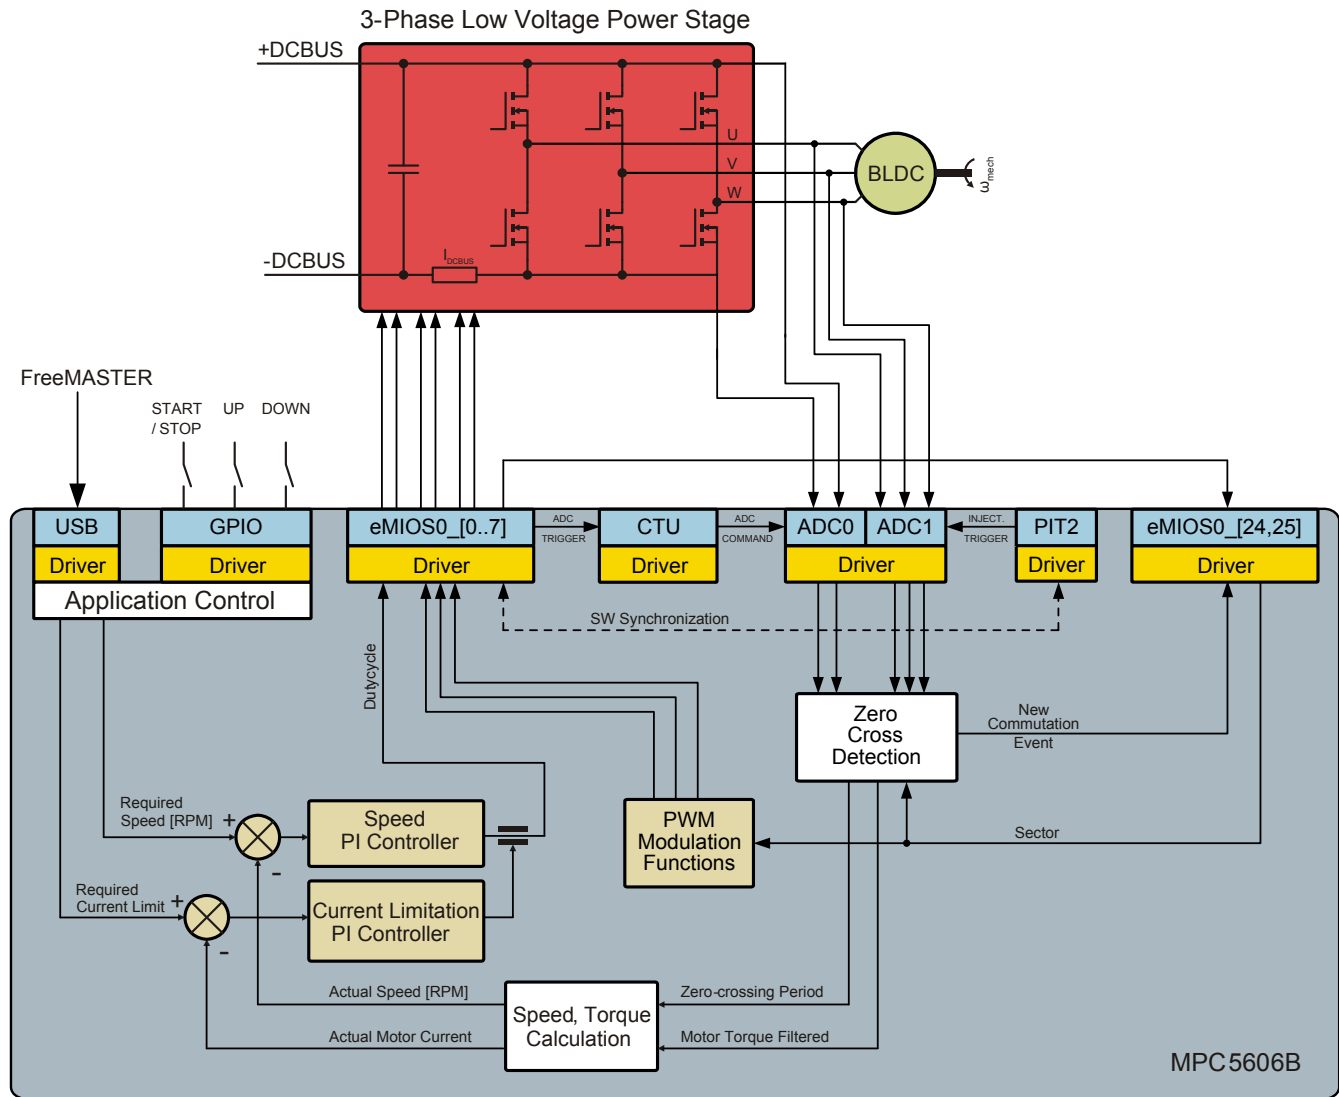 3-Phase Low Voltage Power Stage
+DCBUS
U
V
BLDC
ωmech
W
-DCBUS
IDCBUS
FreeMASTER
START
/ STOP
UP
DOWN
USB
GPIO
eMIOS0_[0..7]
ADC
TRIGGER
CTU
ADC
COMMAND
ADC0
ADC1
INJECT.
TRIGGER
PIT2
eMIOS0_[24,25]
Driver
Driver
Driver
Driver
Driver
Driver
Driver
Application Control
SW Synchronization
Dutycycle
Zero
Cross
Detection
New
Commutation
Event
Required
Speed [RPM]
+
-
Speed
PI Controller
PWM
Modulation
Functions
Sector
Required
Current Limit
+
-
Current Limitation
PI Controller
Actual Speed [RPM]
Actual Motor Current
Speed, Torque
Calculation
Zero-crossing Period
Motor Torque Filtered
MPC5606B